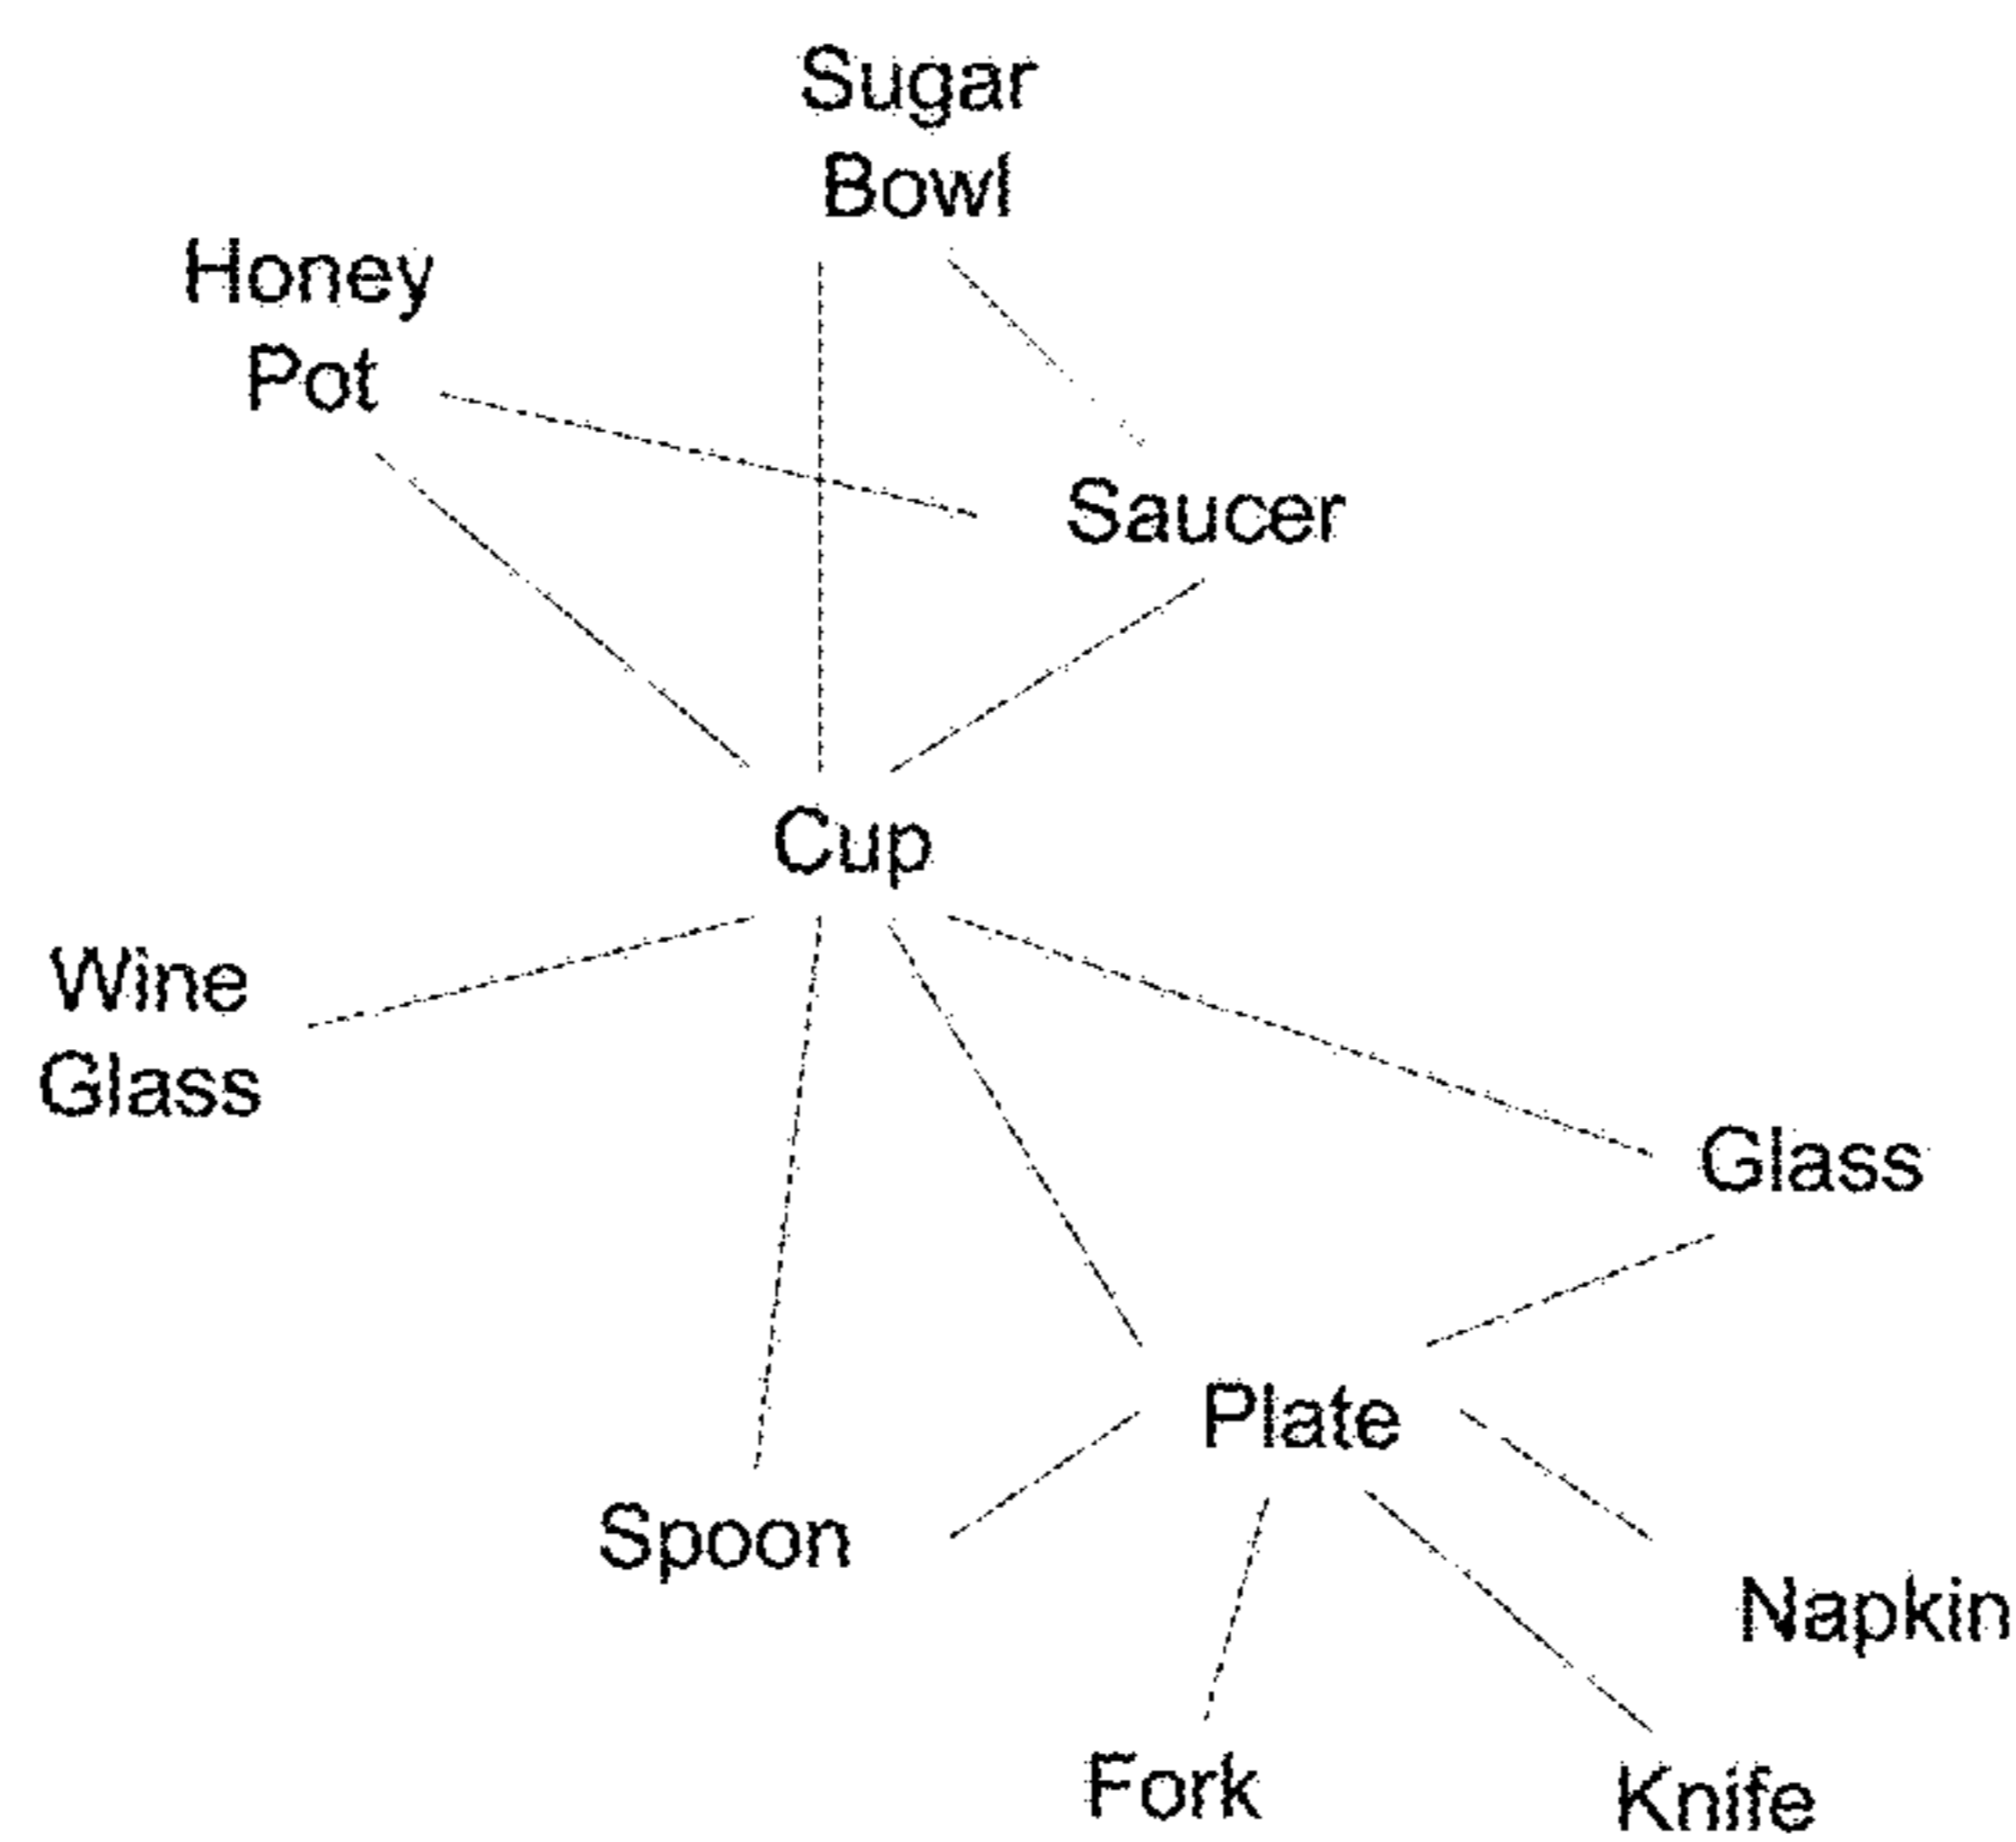 Sugar
Bowl
Honey
Pot
Saucer
Cup
Wine
Glass
Glass
Plate
Spoon
Napkin
Fork
Knife